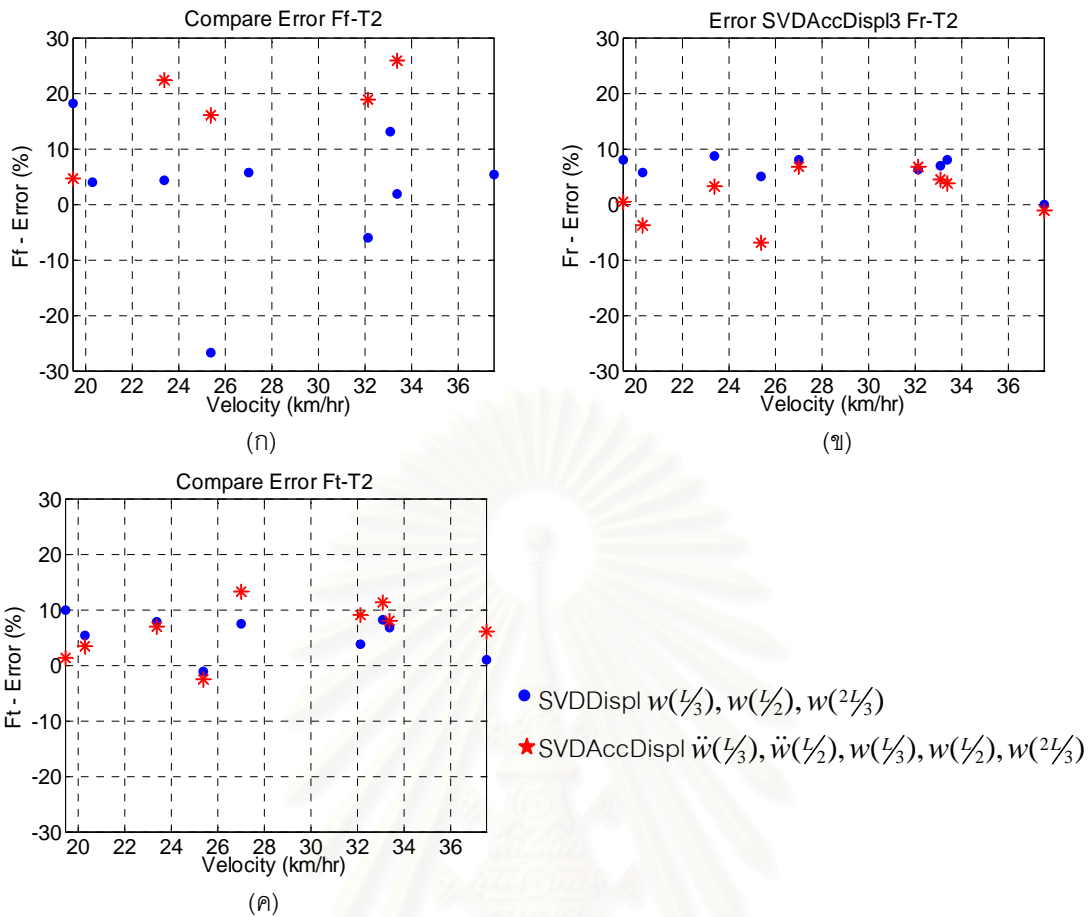 Compare Error Ff-T2
30
20
10
0
-10
-20
-30
Ff - Error (%)
20 22 24 26 28 30 32 34 36
Velocity (km/hr)
(ก)
Error SVDAccDispl3 Fr-T2
30
20
10
0
-10
-20
-30
Fr - Error (%)
20 22 24 26 28 30 32 34 36
Velocity (km/hr)
(ข)
Compare Error Ft-T2
30
20
10
0
-10
-20
-30
Ft - Error (%)
20 22 24 26 28 30 32 34 36
Velocity (km/hr)
(ค)
SVDDispl w(L/3), w(L/2), w(2L/3)
SVDAccDispl ẅ(L/3), ẅ(L/2), w(L/3), w(L/2), w(2L/3)